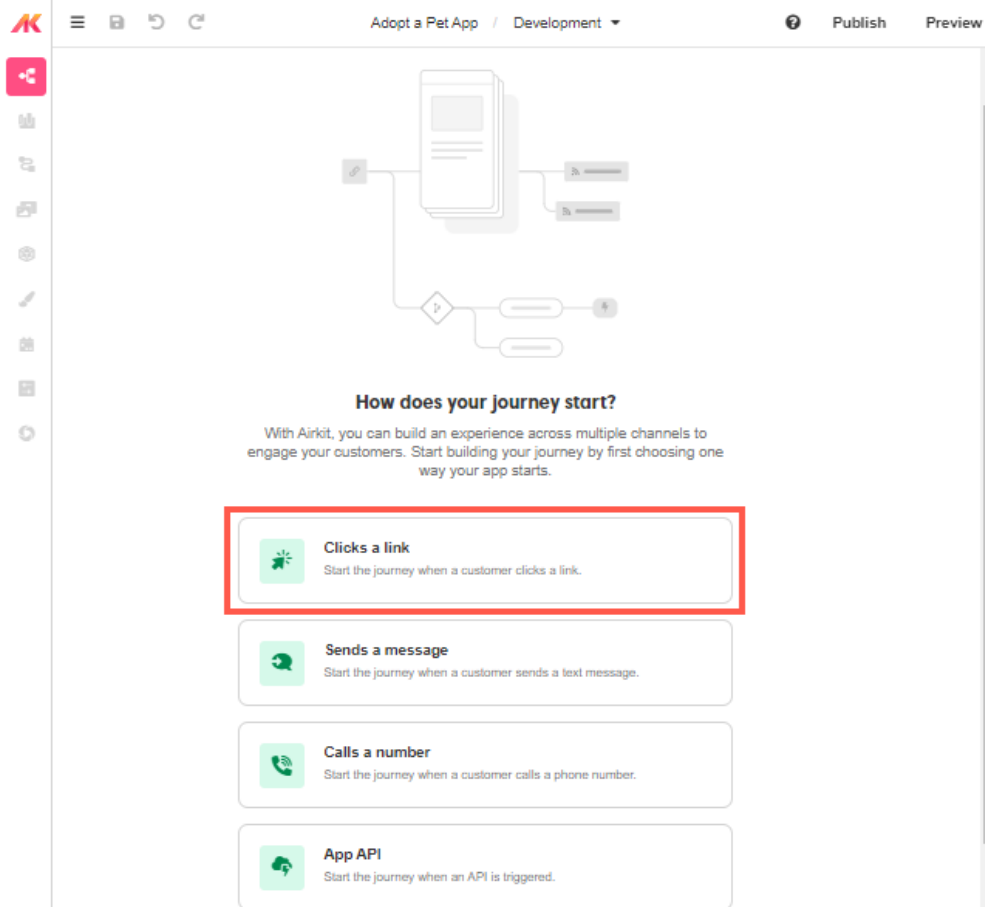 AK
Adopt a Pet App / Development
Publish
Preview
How does your journey start?
With Airkit, you can build an experience across multiple channels to
engage your customers. Start building your journey by first choosing one
way your app starts.
Clicks a link
Start the journey when a customer clicks a link.
Sends a message
Start the journey when a customer sends a text message.
Calls a number
Start the journey when a customer calls a phone number.
App API
Start the journey when an API is triggered.